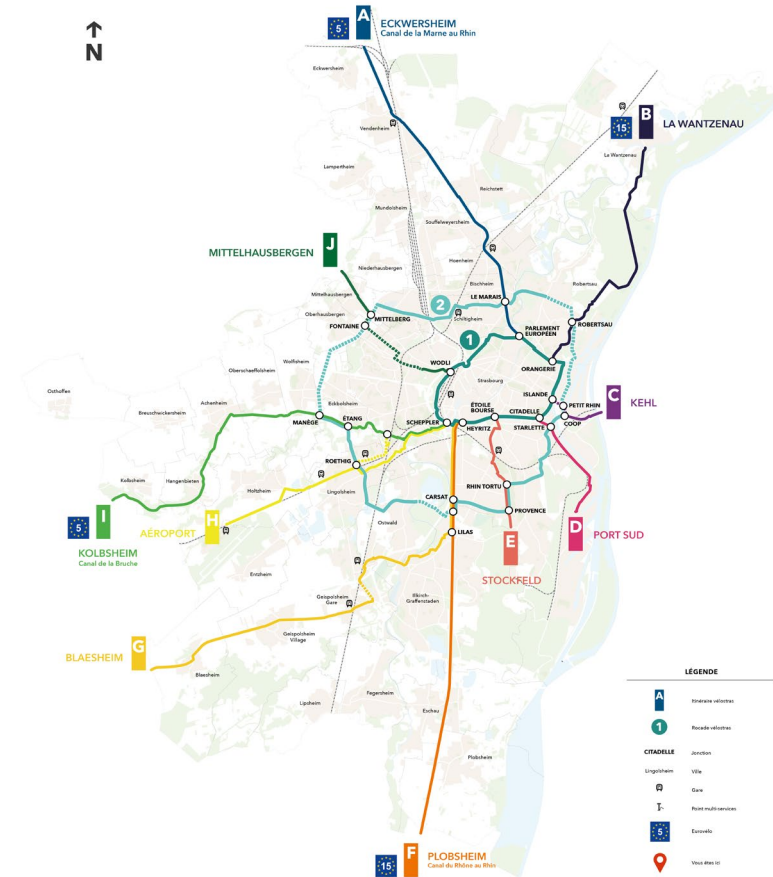 A
ECKWERSHEIM
Canal de la Marne au Rhin
5
N
Eckwersheim
Vendenheim
B
LA WANTZENAU
15
La Wantzenau
Lampertheim
Reichstett
Mundolsheim
Souffelweyersheim
J
MITTELHAUSBERGEN
Hoenheim
Niederhausbergen
Bischheim
Robertsau
Mittelhausbergen
LE MARAIS
2
Oberhausbergen
MITTELBERG
Schiltigheim
FONTAINE
PARLEMENT
EUROPÉEN
ROBERTSAU
1
Wolfisheim
WODLI
ORANGERIE
Oberschaeffolsheim
Strasbourg
Osthoffen
Achenheim
Eckbolsheim
ISLANDE
C
KEHL
Breuschwickersheim
ÉTOILE
BOURSE
CITADELLE
PETIT RHIN
MANÈGE
ÉTANG
SCHEPPLER
HEYRITZ
STARLETTE
COOP
ROETHIG
Kolbsheim
Hangenbieten
Holtzheim
Lingolsheim
RHIN TORTU
CARSAT
I
5
KOLBSHEIM
Canal de la Bruche
AÉROPORT
H
Ostwald
PROVENCE
LILAS
E
STOCKFELD
D
PORT SUD
Entzheim
Geispolsheim
Gare
Illkirch-
Graffenstaden
G
BLAESHEIM
Geispolsheim
Village
Blaesheim
Lipsheim
Fegersheim
Eschau
Plobsheim
F
15
PLOBSHEIM
Canal du Rhône au Rhin
LÉGENDE
A
Itinéraire vélostras
1
Rocade vélostras
CITADELLE
Jonction
Lingolsheim
Ville
Gare
Point multi-services
5
Eurovélo
Vous êtes ici